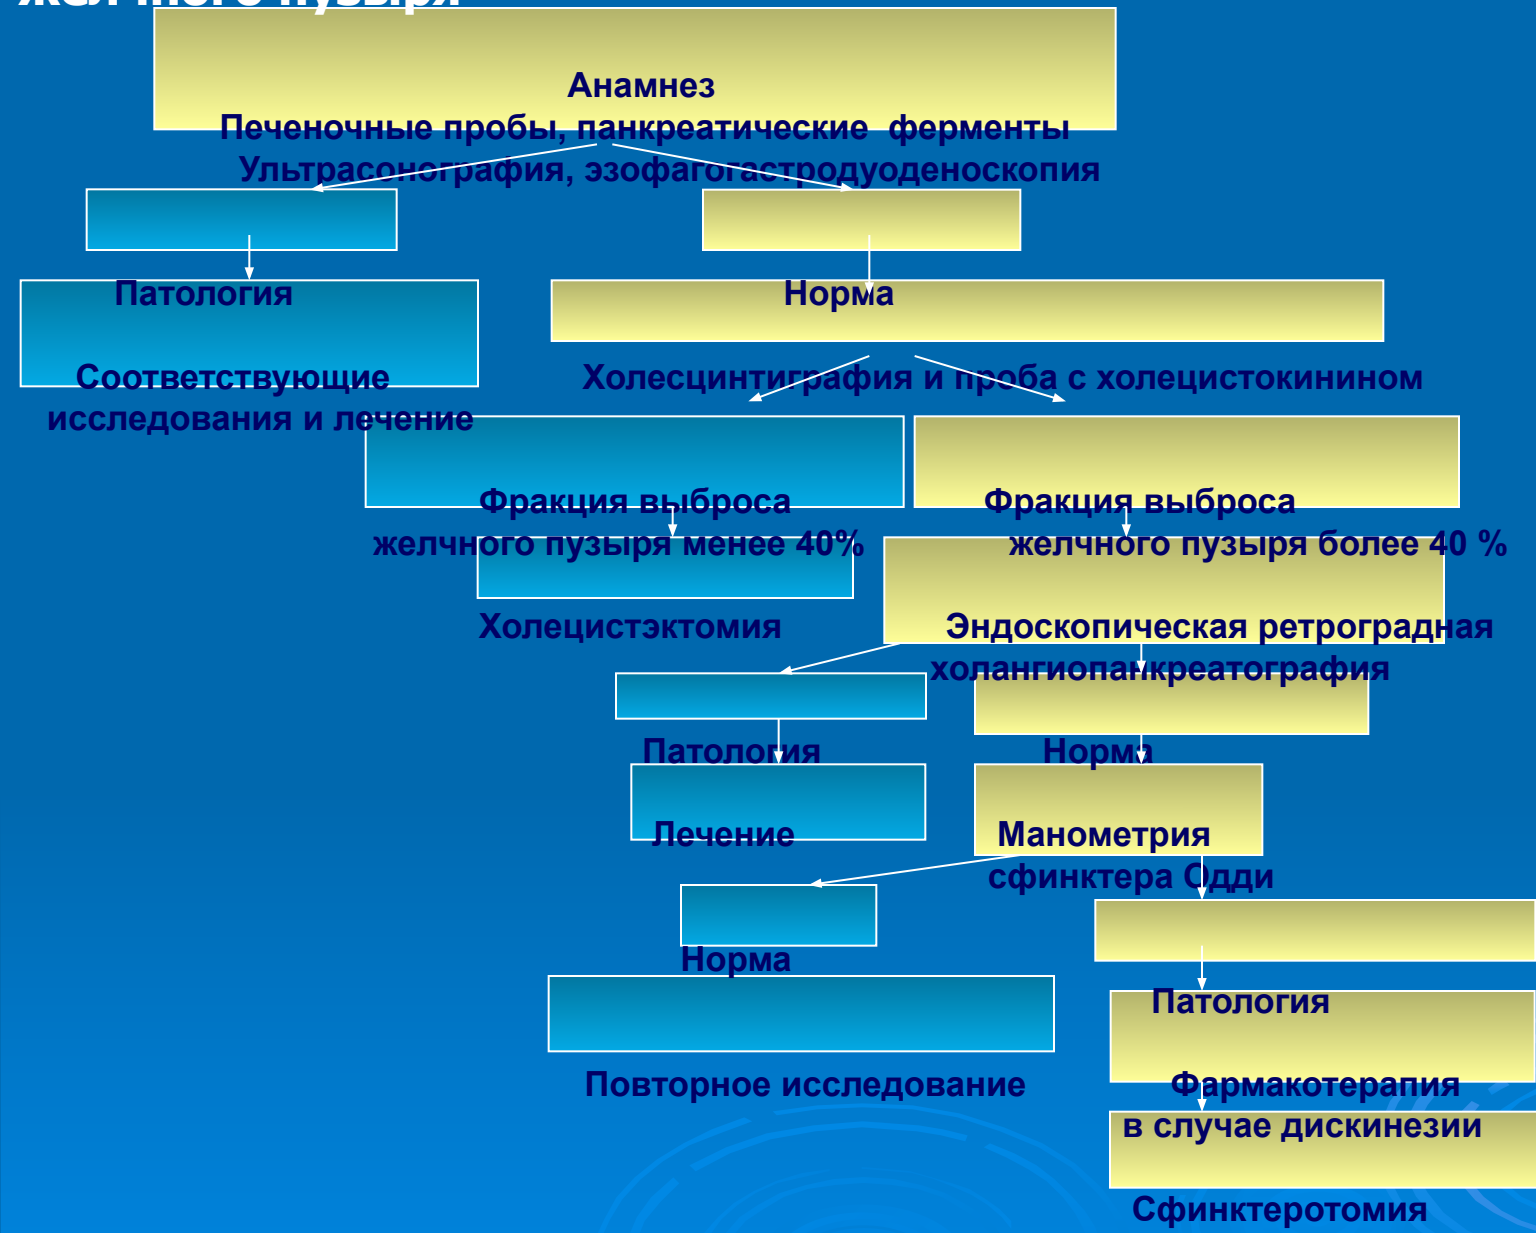 желчного пузыря
Анамнез
Печеночные пробы, панкреатические ферменты
Ультрасонография, эзофагогастродуоденоскопия
Патология
Норма
Соответствующие
исследования и лечение
Холесцинтиграфия и проба с холецистокинином
Фракция выброса
желчного пузыря менее 40%
Фракция выброса
желчного пузыря более 40 %
Холецистэктомия
Эндоскопическая ретроградная
холангиопанкреатография
Патология
Норма
Лечение
Манометрия
сфинктера Одди
Норма
Патология
Повторное исследование
Фармакотерапия
в случае дискинезии
Сфинктеротомия